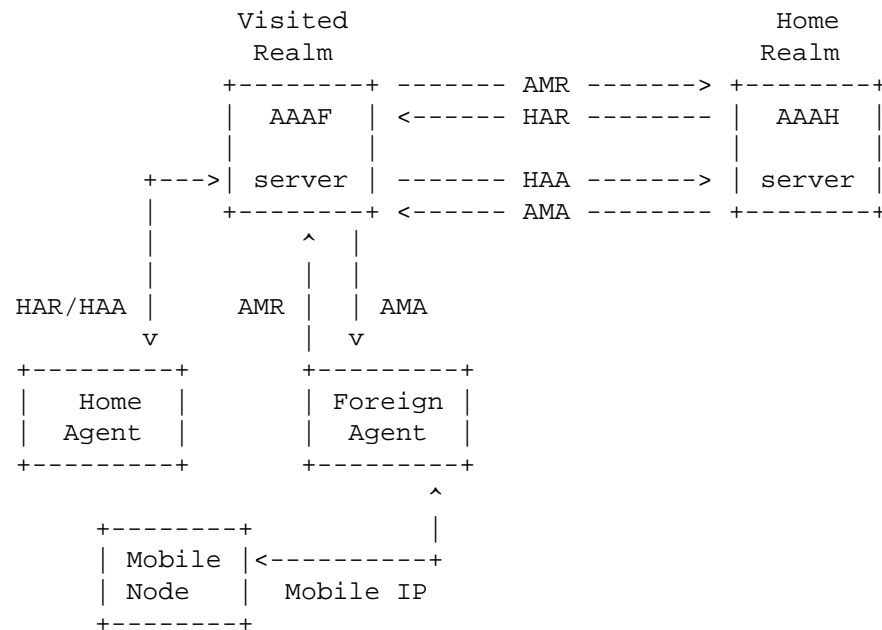 Visited Home
Realm Realm
AMR
AAAF HAR AAAH
server HAA server
AMA
HAR/HAA AMR AMA
Home Foreign
Agent Agent
Mobile
Node Mobile IP